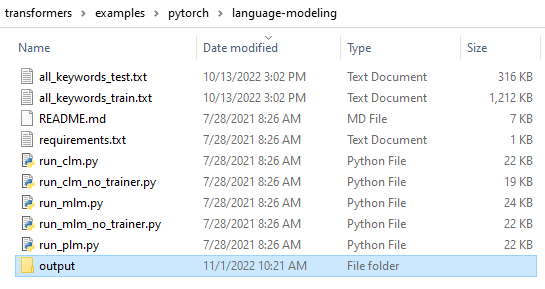 transformers > examples > pytorch > language-modeling
Name Date modified Type Size
all_keywords_test.txt 10/13/2022 3:02 PM Text Document 316 KB
all_keywords_train.txt 10/13/2022 3:02 PM Text Document 1,212 KB
README.md 7/28/2021 8:26 AM MD File 7 KB
requirements.txt 7/28/2021 8:26 AM Text Document 1 KB
run_clm.py 7/28/2021 8:26 AM Python File 22 KB
run_clm_no_trainer.py 7/28/2021 8:26 AM Python File 19 KB
run_mlm.py 7/28/2021 8:26 AM Python File 24 KB
run_mlm_no_trainer.py 7/28/2021 8:26 AM Python File 22 KB
run_plm.py 7/28/2021 8:26 AM Python File 22 KB
output 11/1/2022 10:21 AM File folder